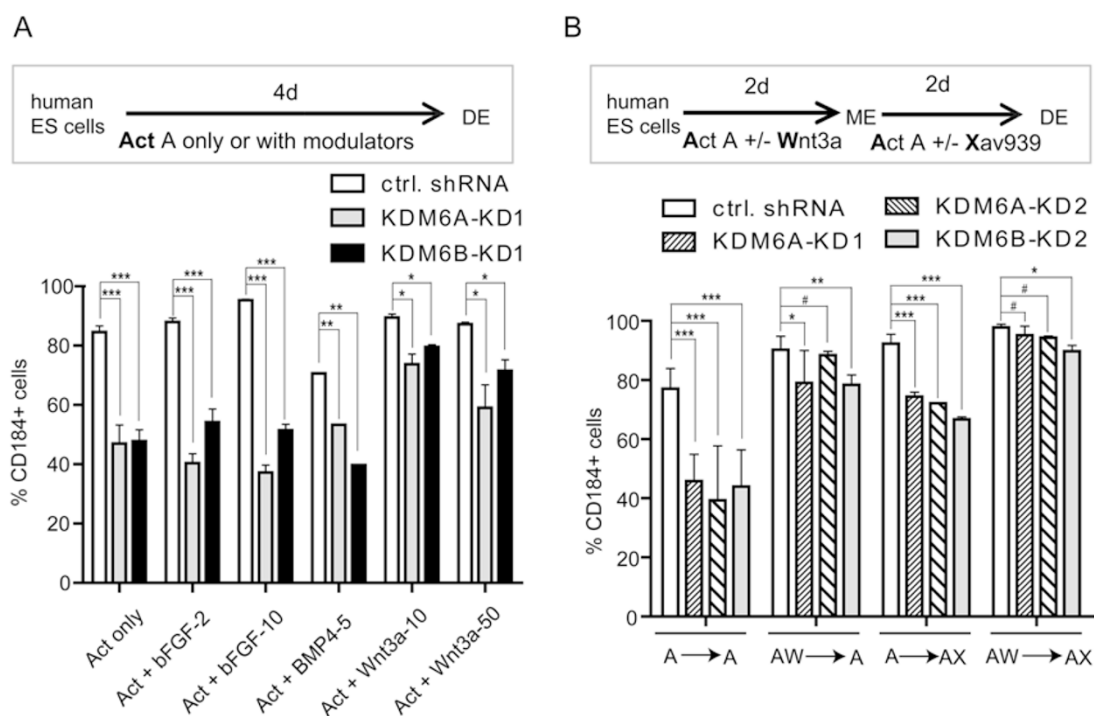 A
human
ES cells
4d
Act A only or with modulators
DE
ctrl. shRNA
KDM6A-KD1
KDM6B-KD1
% CD184+ cells
100
80
60
40
20
0
*** *** *** *** *** *** ** ** * * * *
Act only
Act + bFGF-2
Act + bFGF-10
Act + BMP4-5
Act + Wnt3a-10
Act + Wnt3a-50
B
human
ES cells
2d
Act A +/- Wnt3a
ME
2d
Act A +/- Xav939
DE
ctrl. shRNA
KDM6A-KD1
KDM6A-KD2
KDM6B-KD2
% CD184+ cells
100
80
60
40
20
0
*** *** *** ** # * *** *** *** * # #
A → A
AW → A
A → AX
AW → AX